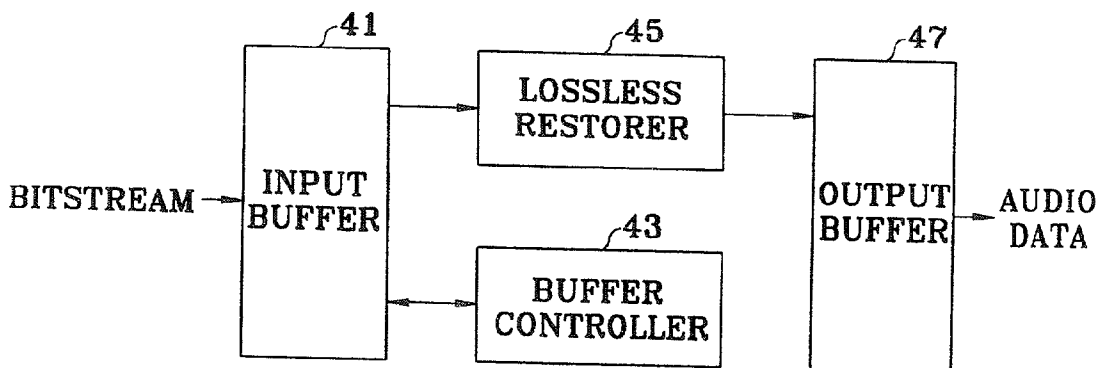 41
45
47
LOSSLESS
RESTORER
BITSTREAM
INPUT
BUFFER
OUTPUT
BUFFER
AUDIO
DATA
43
BUFFER
CONTROLLER